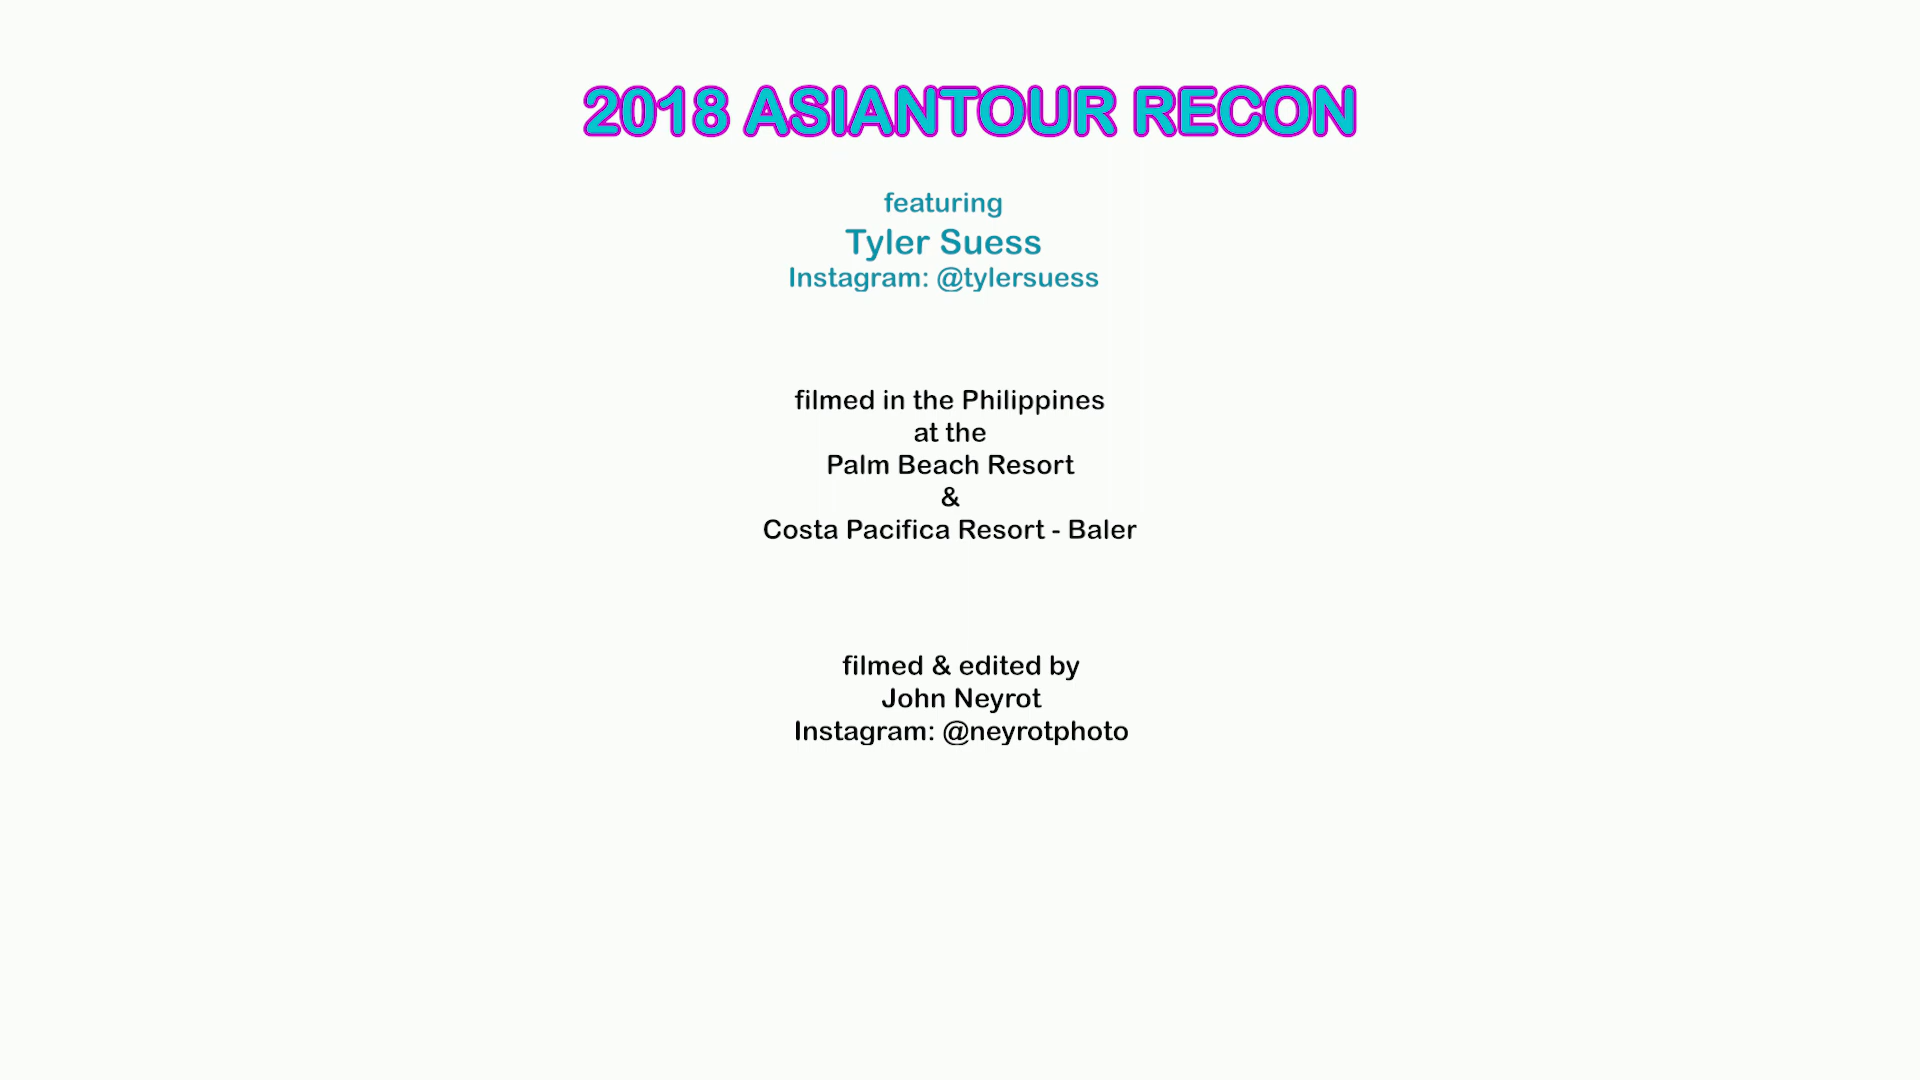 2018 ASIANTOUR RECON
featuring
Tyler Suess
Instagram: @tylersuess
filmed in the Philippines
at the
Palm Beach Resort
&
Costa Pacifica Resort - Baler
filmed & edited by
John Neyrot
Instagram: @neyrotphoto